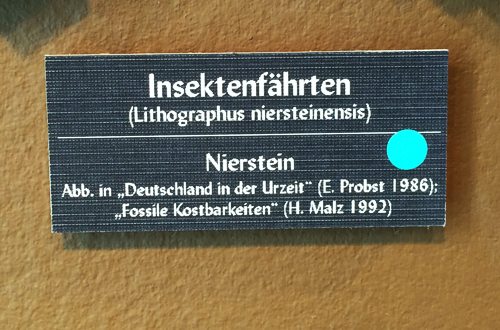 Insektenfährten
(Lithographus niersteinensis)
Nierstein
Abb. in „Deutschland in der Urzeit" (E. Probst 1986);
„Fossile Kostbarkeiten" (H. Malz 1992)